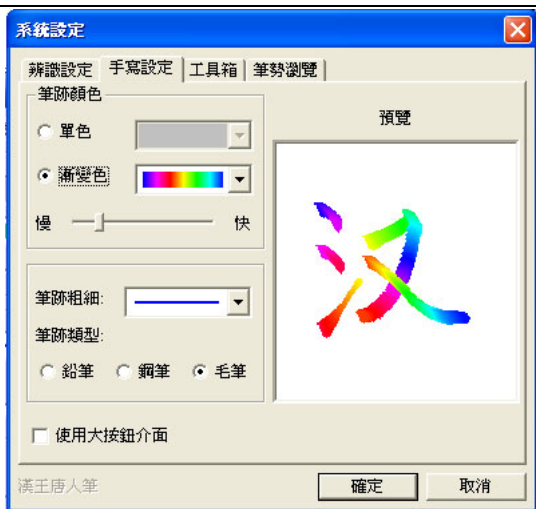 系統設定
辨識設定 手寫設定 工具箱 筆勢瀏覽
筆跡顏色
單色
漸變色
慢 快
預覽
汉
筆跡粗細:
筆跡類型:
鉛筆 鋼筆 毛筆
使用大按鈕介面
漢王唐人筆 確定 取消